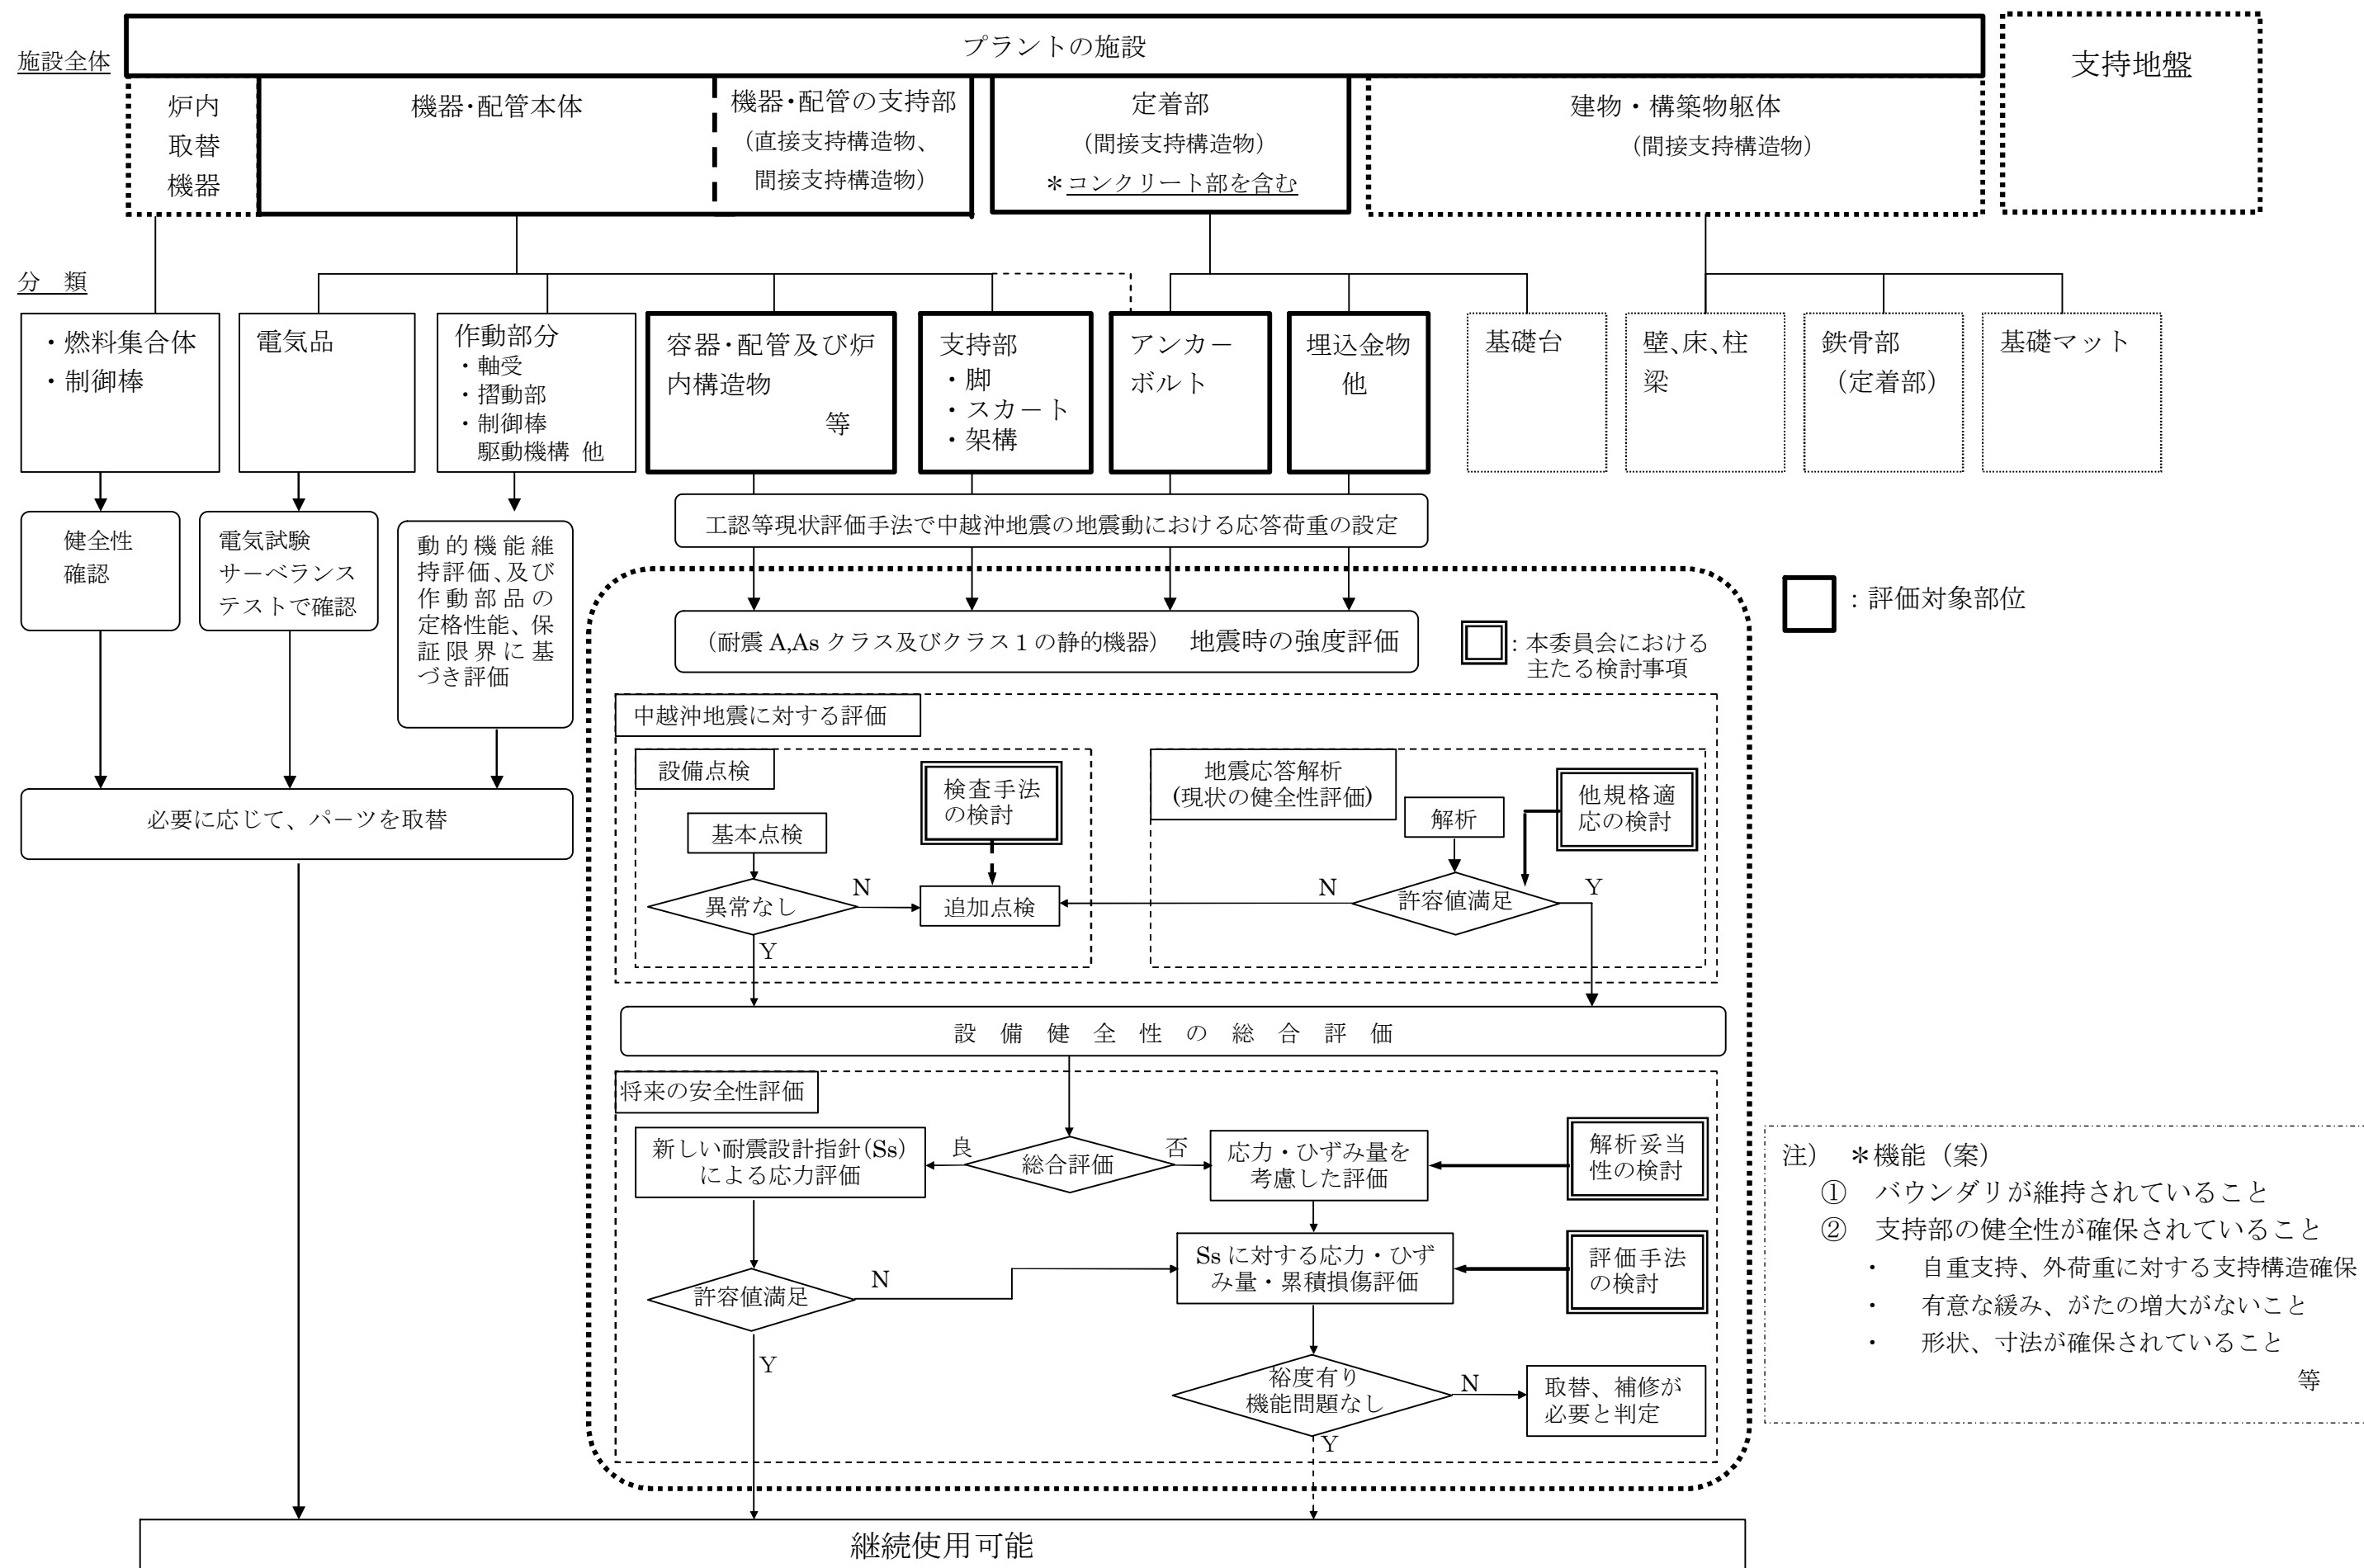 施設全体
プラントの施設
支持地盤
炉内
取替
機器
機器・配管本体
機器・配管の支持部
（直接支持構造物、
間接支持構造物）
定着部
（間接支持構造物）
＊コンクリート部を含む
建物・構築物躯体
（間接支持構造物）
分　類
・燃料集合体
・制御棒
電気品
作動部分
・軸受
・摺動部
・制御棒
駆動機構 他
容器・配管及び炉
内構造物
等
支持部
・脚
・スカート
・架構
アンカー
ボルト
埋込金物
他
基礎台
壁、床、柱
梁
鉄骨部
（定着部）
基礎マット
健全性
確認
電気試験
サーベランス
テストで確認
動的機能維
持評価、及び
作動部品の
定格性能、保
証限界に基
づき評価
必要に応じて、パーツを取替
工認等現状評価手法で中越沖地震の地震動における応答荷重の設定
（耐震 A,As クラス及びクラス１の静的機器）　地震時の強度評価
：本委員会における
主たる検討事項
：評価対象部位
中越沖地震に対する評価
設備点検
基本点検
検査手法
の検討
異常なし
N
追加点検
Y
地震応答解析
(現状の健全性評価)
解析
他規格適
応の検討
N
許容値満足
Y
設　備　健　全　性　の　総　合　評　価
将来の安全性評価
新しい耐震設計指針(Ss)
による応力評価
良
総合評価
否
応力・ひずみ量を
考慮した評価
解析妥当
性の検討
許容値満足
N
Y
Ss に対する応力・ひず
み量・累積損傷評価
評価手法
の検討
裕度有り
機能問題なし
N
取替、補修が
必要と判定
Y
注）　＊機能（案）
①　バウンダリが維持されていること
②　支持部の健全性が確保されていること
・　自重支持、外荷重に対する支持構造確保
・　有意な緩み、がたの増大がないこと
・　形状、寸法が確保されていること
等
継続使用可能